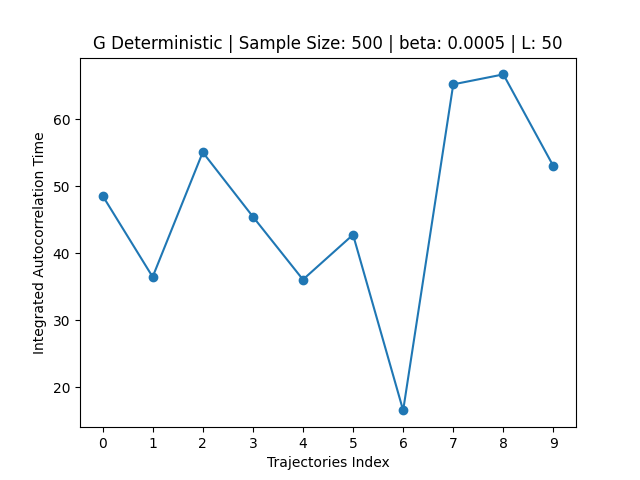 G Deterministic | Sample Size: 500 | beta: 0.0005 | L: 50
Integrated Autocorrelation Time
60
50
40
30
20
0 1 2 3 4 5 6 7 8 9
Trajectories Index